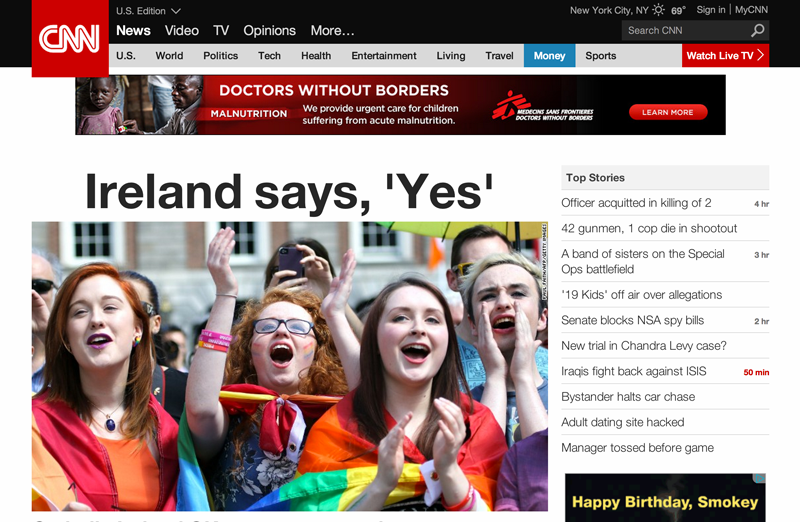 CNN
U.S. Edition
New York City, NY 69° Sign in | MyCNN
News Video TV Opinions More...
Search CNN
U.S. World Politics Tech Health Entertainment Living Travel Money Sports
Watch Live TV
DOCTORS WITHOUT BORDERS
MALNUTRITION
We provide urgent care for children
suffering from acute malnutrition.
MEDECINS SANS FRONTIERES
DOCTORS WITHOUT BORDERS
LEARN MORE
Ireland says, 'Yes'
Top Stories
Officer acquitted in killing of 2 4 hr
42 gunmen, 1 cop die in shootout
A band of sisters on the Special 3 hr
Ops battlefield
'19 Kids' off air over allegations
Senate blocks NSA spy bills 2 hr
New trial in Chandra Levy case?
Iraqis fight back against ISIS 50 min
Bystander halts car chase
Adult dating site hacked
Manager tossed before game
Happy Birthday, Smokey